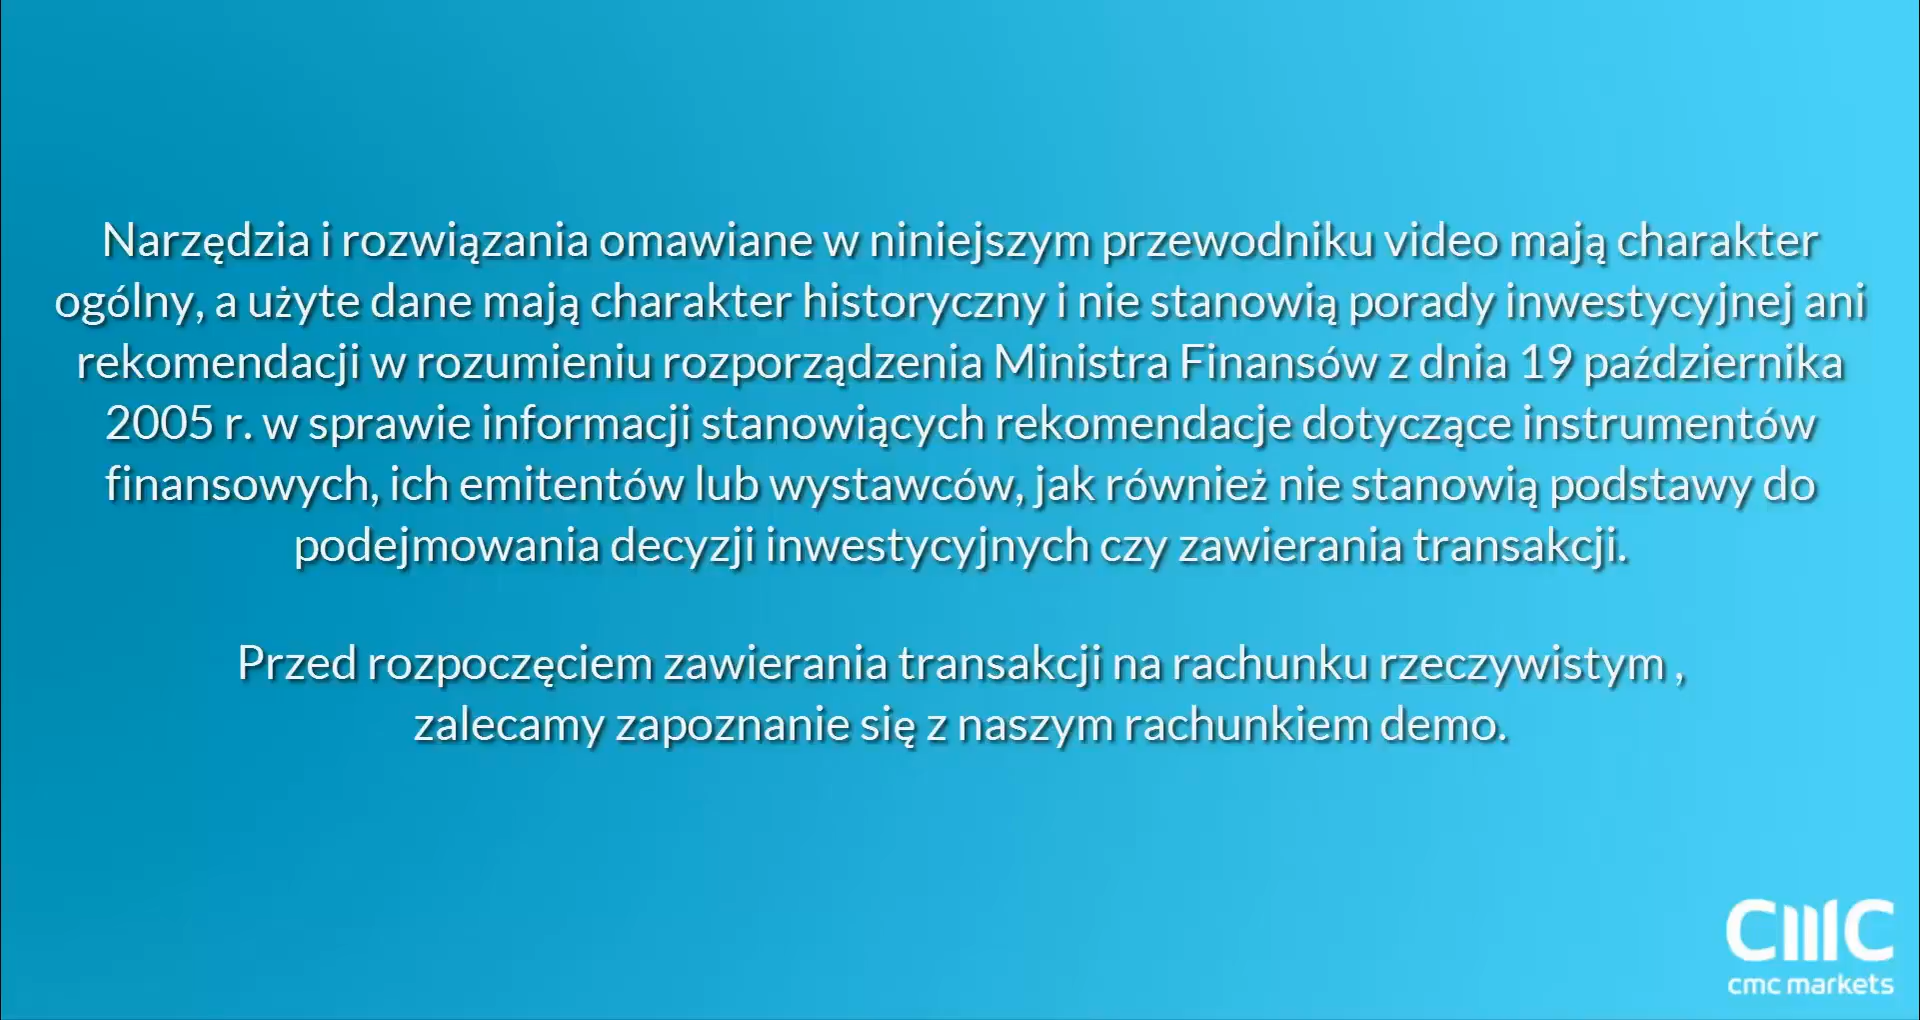 Narzędzia i rozwiązania omawiane w niniejszym przewodniku video mają charakter
ogólny, a użyte dane mają charakter historyczny i nie stanowią porady inwestycyjnej ani
rekomendacji w rozumieniu rozporządzenia Ministra Finansów z dnia 19 października
2005 r. w sprawie informacji stanowiących rekomendacje dotyczące instrumentów
finansowych, ich emitentów lub wystawców, jak również nie stanowią podstawy do
podejmowania decyzji inwestycyjnych czy zawierania transakcji.
Przed rozpoczęciem zawierania transakcji na rachunku rzeczywistym ,
zalecamy zapoznanie się z naszym rachunkiem demo.
CMC
cmc markets